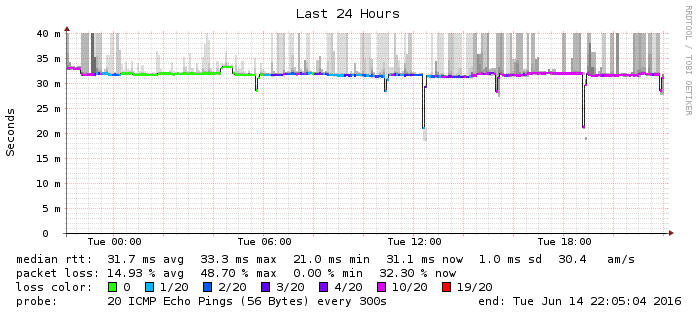 Last 24 Hours
RRDTOOL / TOBI OETIKER
Seconds
40 m
35 m
30 m
25 m
20 m
15 m
10 m
5 m
0
Tue 00:00 Tue 06:00 Tue 12:00 Tue 18:00
median rtt: 31.7 ms avg 33.3 ms max 21.0 ms min 31.1 ms now 1.0 ms sd 30.4 am/s
packet loss: 14.93 % avg 48.70 % max 0.00 % min 32.30 % now
loss color: 0 1/20 2/20 3/20 4/20 10/20 19/20
probe: 20 ICMP Echo Pings (56 Bytes) every 300s end: Tue Jun 14 22:05:04 2016